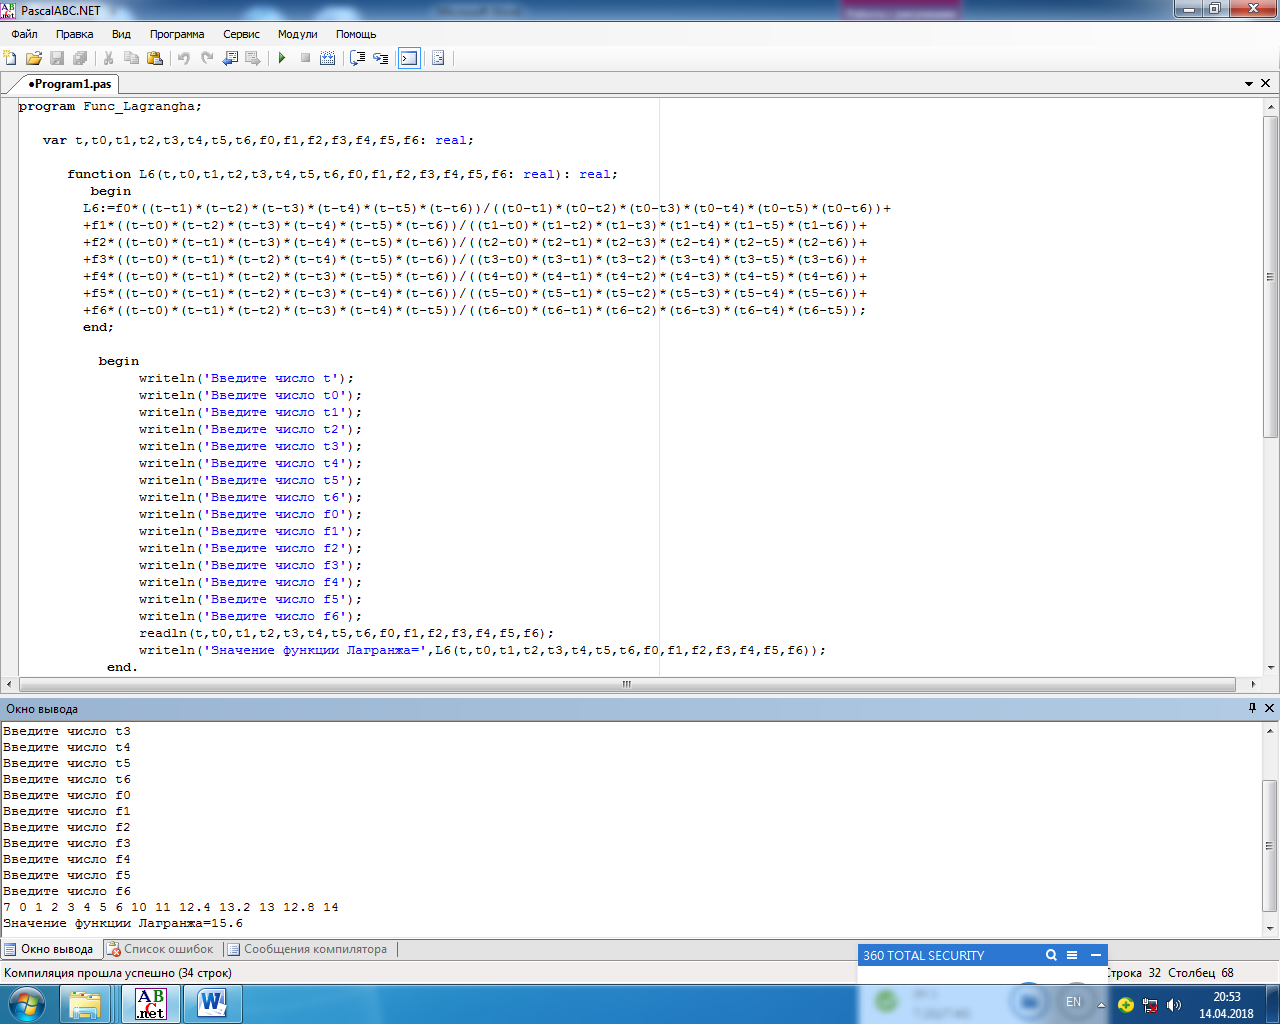 PascalABC.NET
Файл Правка Вид Программа Сервис Модули Помощь
•Program1.pas
program Func_Lagrangha;
var t,t0,t1,t2,t3,t4,t5,t6,f0,f1,f2,f3,f4,f5,f6: real;
function L6(t,t0,t1,t2,t3,t4,t5,t6,f0,f1,f2,f3,f4,f5,f6: real): real;
begin
L6:=f0*((t-t1)*(t-t2)*(t-t3)*(t-t4)*(t-t5)*(t-t6))/((t0-t1)*(t0-t2)*(t0-t3)*(t0-t4)*(t0-t5)*(t0-t6))+
+f1*((t-t0)*(t-t2)*(t-t3)*(t-t4)*(t-t5)*(t-t6))/((t1-t0)*(t1-t2)*(t1-t3)*(t1-t4)*(t1-t5)*(t1-t6))+
+f2*((t-t0)*(t-t1)*(t-t3)*(t-t4)*(t-t5)*(t-t6))/((t2-t0)*(t2-t1)*(t2-t3)*(t2-t4)*(t2-t5)*(t2-t6))+
+f3*((t-t0)*(t-t1)*(t-t2)*(t-t4)*(t-t5)*(t-t6))/((t3-t0)*(t3-t1)*(t3-t2)*(t3-t4)*(t3-t5)*(t3-t6))+
+f4*((t-t0)*(t-t1)*(t-t2)*(t-t3)*(t-t5)*(t-t6))/((t4-t0)*(t4-t1)*(t4-t2)*(t4-t3)*(t4-t5)*(t4-t6))+
+f5*((t-t0)*(t-t1)*(t-t2)*(t-t3)*(t-t4)*(t-t6))/((t5-t0)*(t5-t1)*(t5-t2)*(t5-t3)*(t5-t4)*(t5-t6))+
+f6*((t-t0)*(t-t1)*(t-t2)*(t-t3)*(t-t4)*(t-t5))/((t6-t0)*(t6-t1)*(t6-t2)*(t6-t3)*(t6-t4)*(t6-t5));
end;
begin
writeln('Введите число t');
writeln('Введите число t0');
writeln('Введите число t1');
writeln('Введите число t2');
writeln('Введите число t3');
writeln('Введите число t4');
writeln('Введите число t5');
writeln('Введите число t6');
writeln('Введите число f0');
writeln('Введите число f1');
writeln('Введите число f2');
writeln('Введите число f3');
writeln('Введите число f4');
writeln('Введите число f5');
writeln('Введите число f6');
readln(t,t0,t1,t2,t3,t4,t5,t6,f0,f1,f2,f3,f4,f5,f6);
writeln('Значение функции Лагранжа=',L6(t,t0,t1,t2,t3,t4,t5,t6,f0,f1,f2,f3,f4,f5,f6));
end.
Окно вывода
Введите число t3
Введите число t4
Введите число t5
Введите число t6
Введите число f0
Введите число f1
Введите число f2
Введите число f3
Введите число f4
Введите число f5
Введите число f6
7 0 1 2 3 4 5 6 10 11 12.4 13.2 13 12.8 14
Значение функции Лагранжа=15.6
Окно вывода Список ошибок Сообщения компилятора
Компиляция прошла успешно (34 строк)
360 TOTAL SECURITY
Строка 32 Столбец 68
EN
20:53
14.04.2018